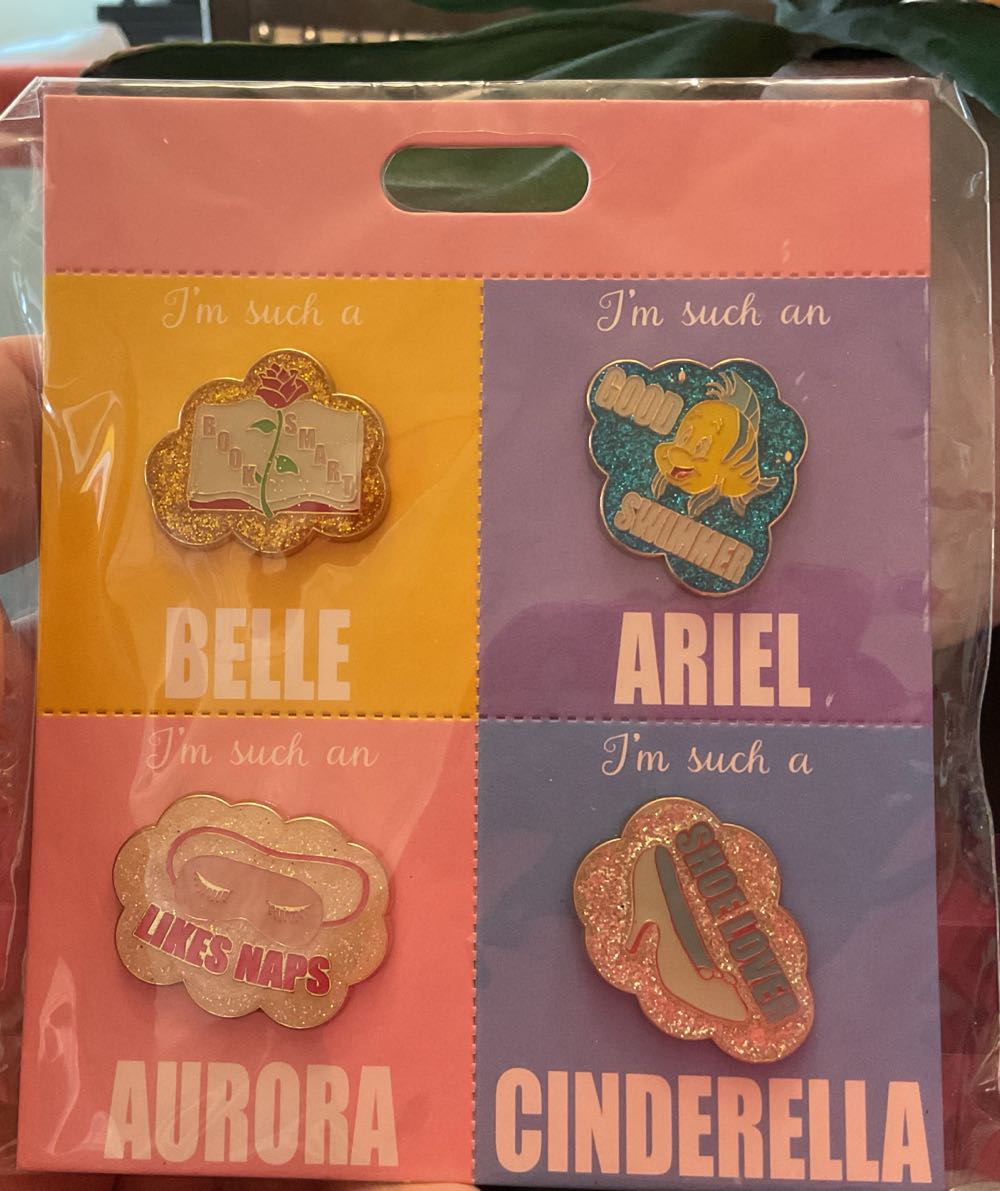 I'm such a
BOOK SMART
BELLE
I'm such an
GOOD
SWIMMER
ARIEL
I'm such an
LIKES NAPS
AURORA
I'm such a
SHOE LOVER
CINDERELLA